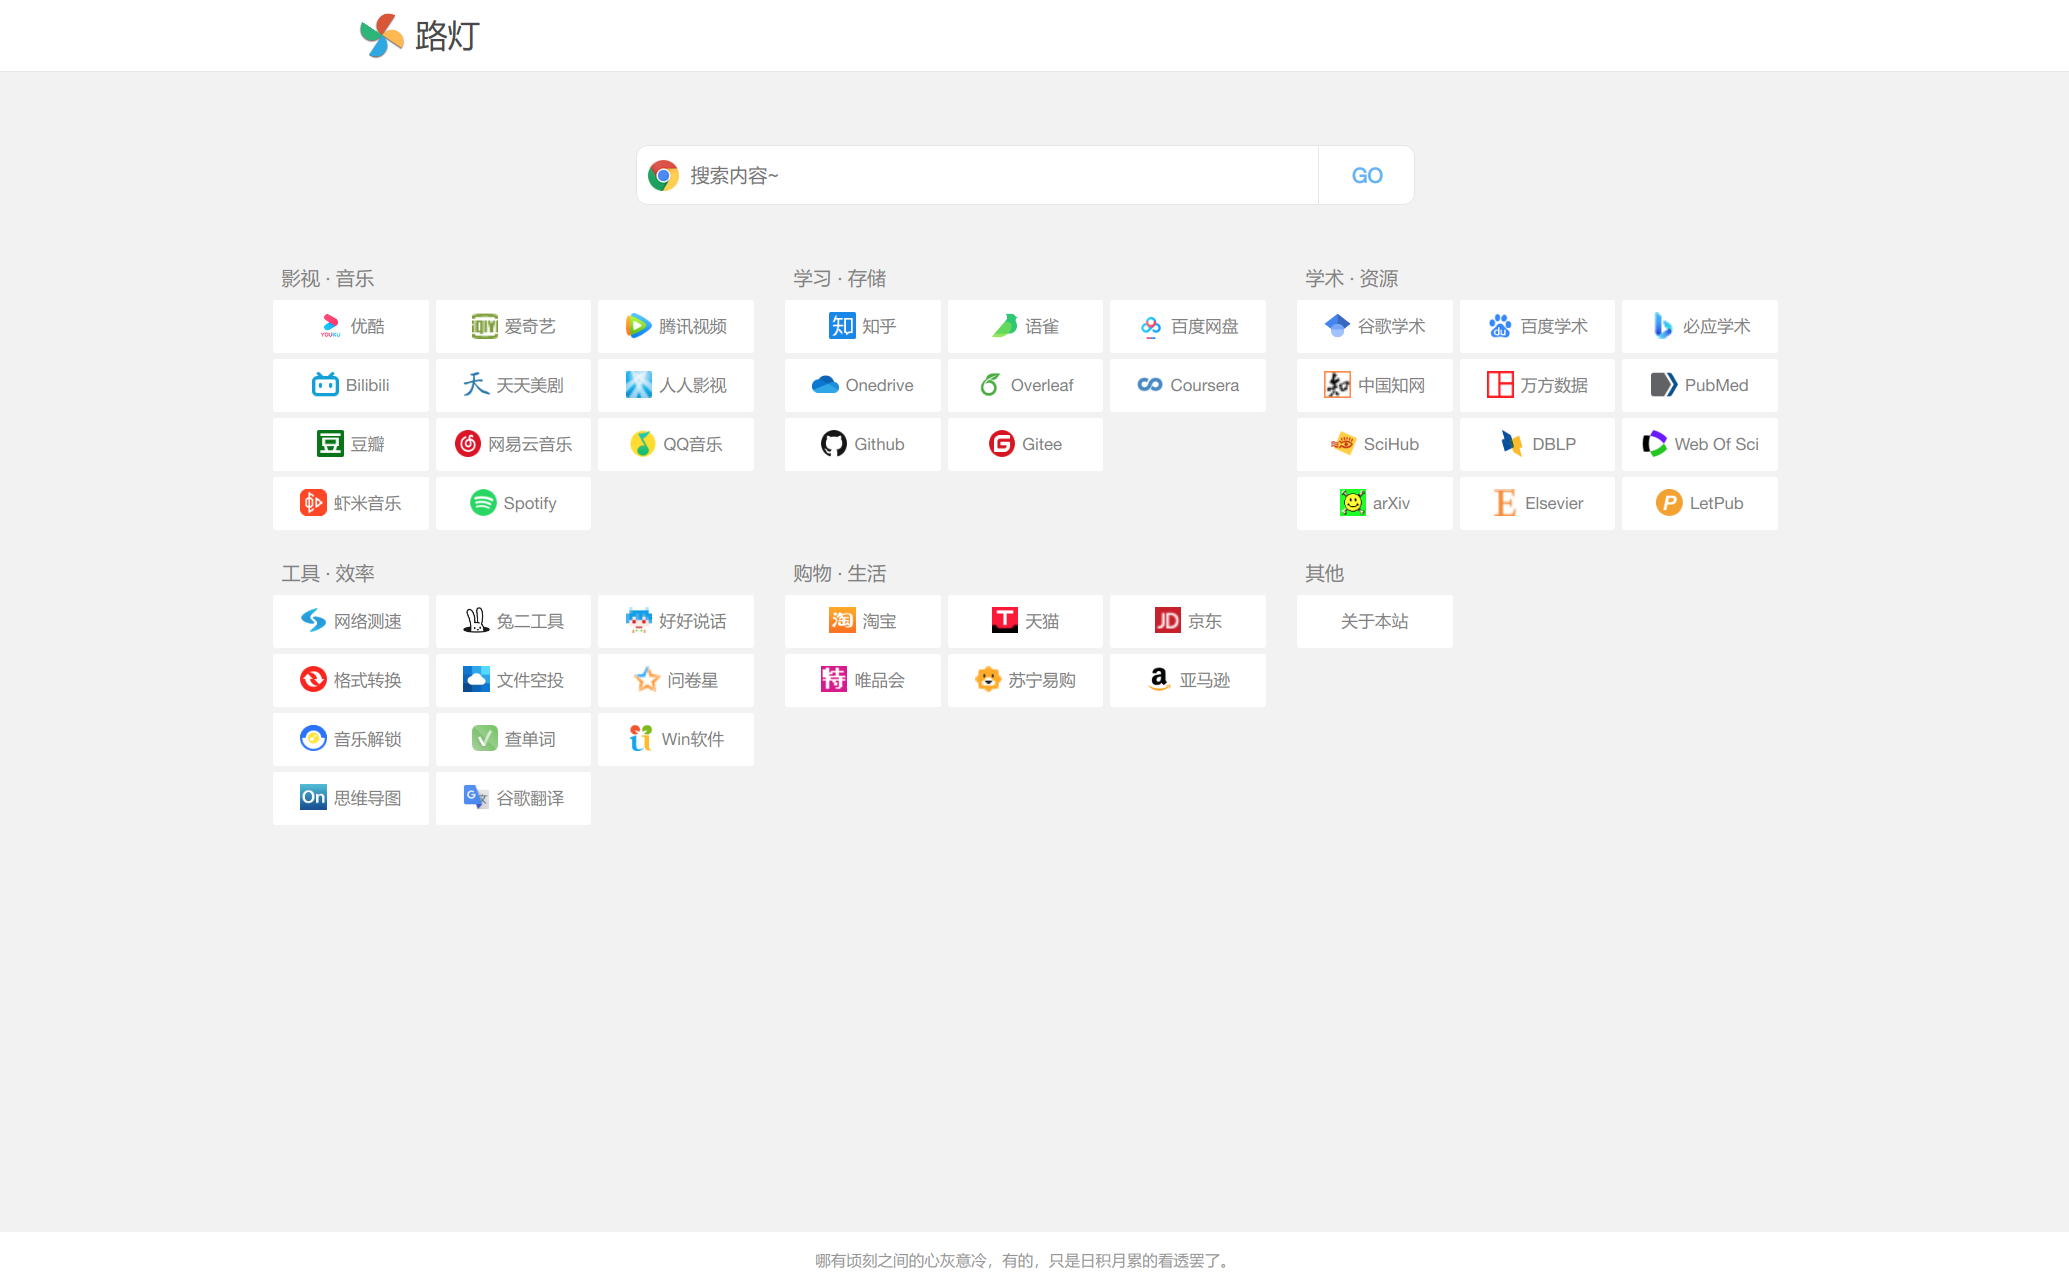 路灯
搜索内容~
GO
影视 · 音乐
优酷
爱奇艺
腾讯视频
Bilibili
天天美剧
人人影视
豆瓣
网易云音乐
QQ音乐
虾米音乐
Spotify
学习 · 存储
知乎
语雀
百度网盘
Onedrive
Overleaf
Coursera
Github
Gitee
学术 · 资源
谷歌学术
百度学术
必应学术
中国知网
万方数据
PubMed
SciHub
DBLP
Web Of Sci
arXiv
Elsevier
LetPub
工具 · 效率
网络测速
兔二工具
好好说话
格式转换
文件空投
问卷星
音乐解锁
查单词
Win软件
思维导图
谷歌翻译
购物 · 生活
淘宝
天猫
京东
唯品会
苏宁易购
亚马逊
其他
关于本站
哪有顷刻之间的心灰意冷，有的，只是日积月累的看透罢了。